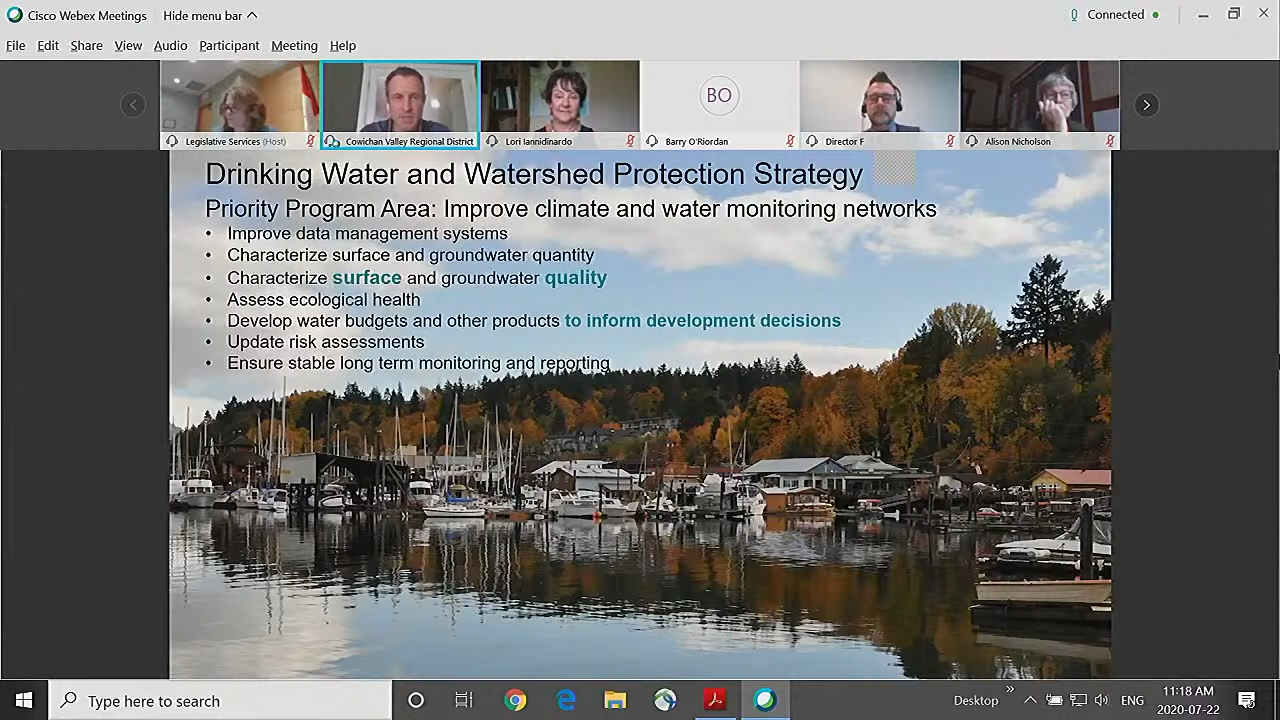 Cisco Webex Meetings Hide menu bar Connected
File Edit Share View Audio Participant Meeting Help
BO
Legislative Services (Host) Cowichan Valley Regional District Lori Iannidinardo Barry O'Riordan Director F Alison Nicholson
Drinking Water and Watershed Protection Strategy
Priority Program Area: Improve climate and water monitoring networks
• Improve data management systems
• Characterize surface and groundwater quantity
• Characterize surface and groundwater quality
• Assess ecological health
• Develop water budgets and other products to inform development decisions
• Update risk assessments
• Ensure stable long term monitoring and reporting
Type here to search Desktop ENG 11:18 AM
2020-07-22